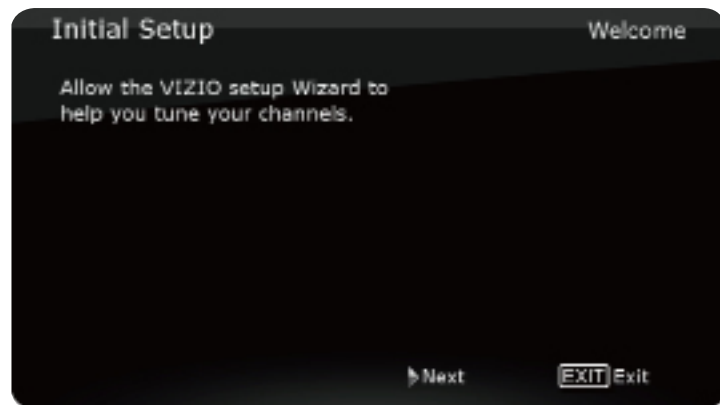 Initial Setup
Welcome
Allow the VIZIO setup Wizard to
help you tune your channels.
Next
EXIT Exit